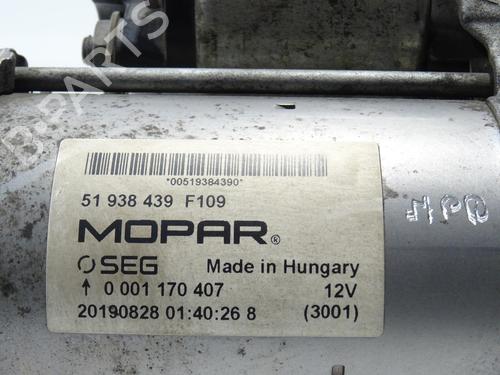 B-PARTS
*00519384390*
51 938 439 F109
MOPAR®
SEG Made in Hungary
↑ 0 001 170 407 12V
20190828 01:40:26 8 (3001)